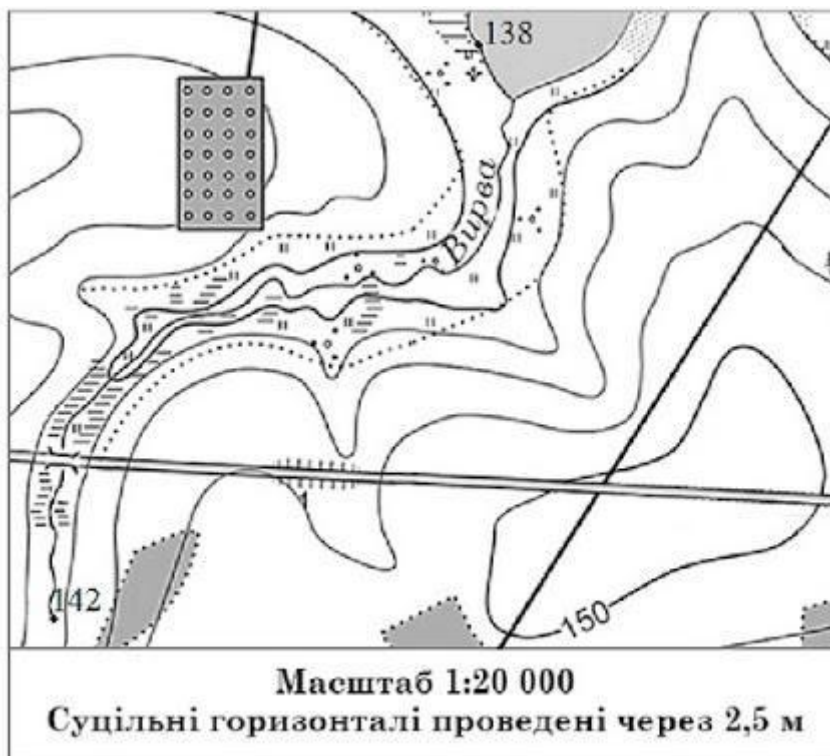 138
Вирва
142
150
Масштаб 1:20 000
Суцільні горизонталі проведені через 2,5 м